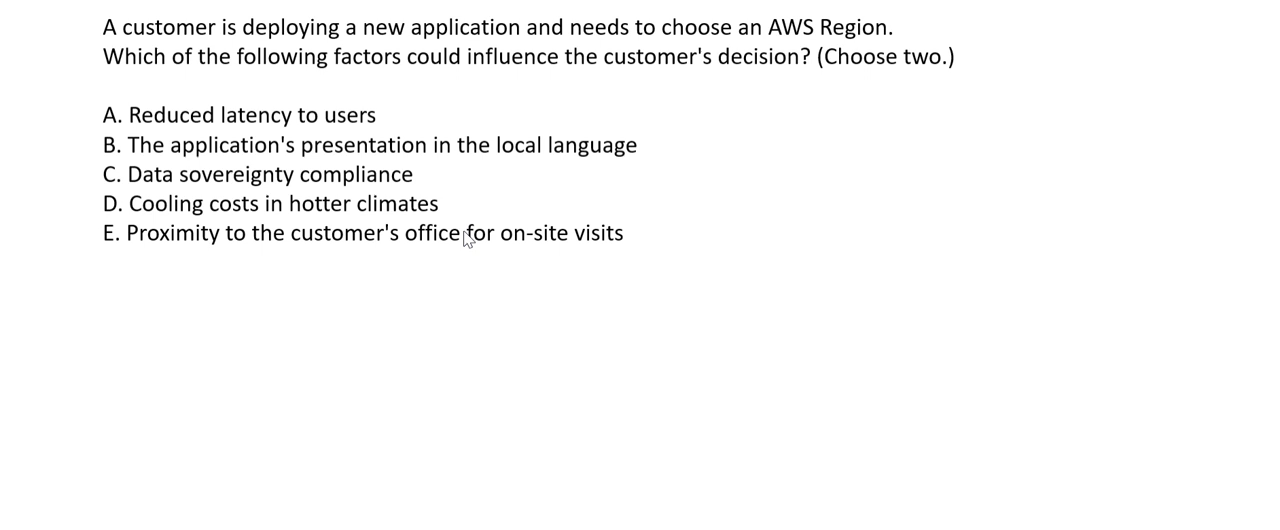 A customer is deploying a new application and needs to choose an AWS Region.
Which of the following factors could influence the customer's decision? (Choose two.)
A. Reduced latency to users
B. The application's presentation in the local language
C. Data sovereignty compliance
D. Cooling costs in hotter climates
E. Proximity to the customer's office for on-site visits